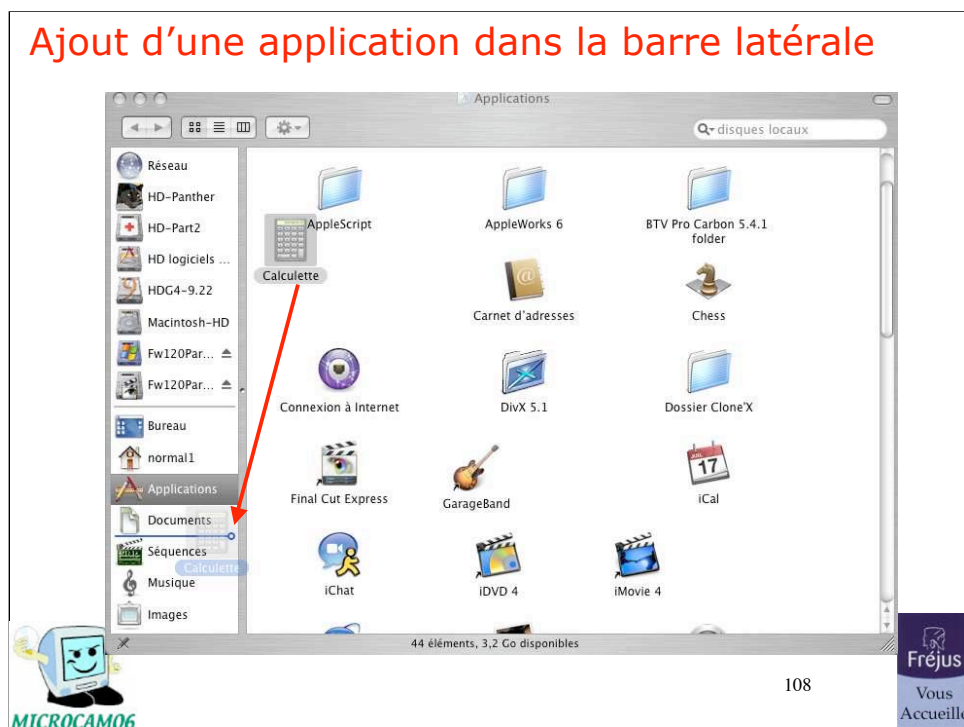 Ajout d’une application dans la barre latérale
Applications
disques locaux
Réseau
HD-Panther
HD-Part2
HD logiciels ...
HDG4-9.22
Macintosh-HD
Fw120Par...
Fw120Par...
Bureau
normal1
Applications
Documents
Séquences
Calculette
Musique
Images
AppleScript
AppleWorks 6
BTV Pro Carbon 5.4.1
folder
Calculette
Carnet d'adresses
Chess
Connexion à Internet
DivX 5.1
Dossier Clone'X
Final Cut Express
GarageBand
JUIL
17
iCal
iChat
iDVD 4
iMovie 4
44 éléments, 3,2 Go disponibles
108
MICROCAM06
Fréjus
Vous
Accueille